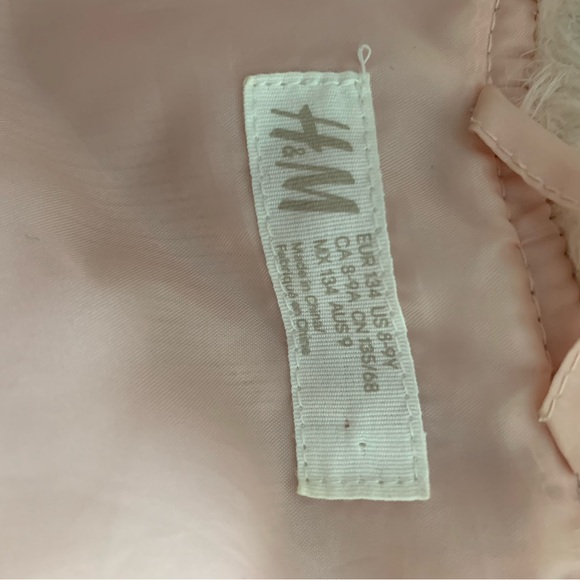 H&M
EUR 134 US 8-9Y
CA 8-9A CN 135/68
MX 134 AUS 9
Made in China/
Fabriqué en Chine